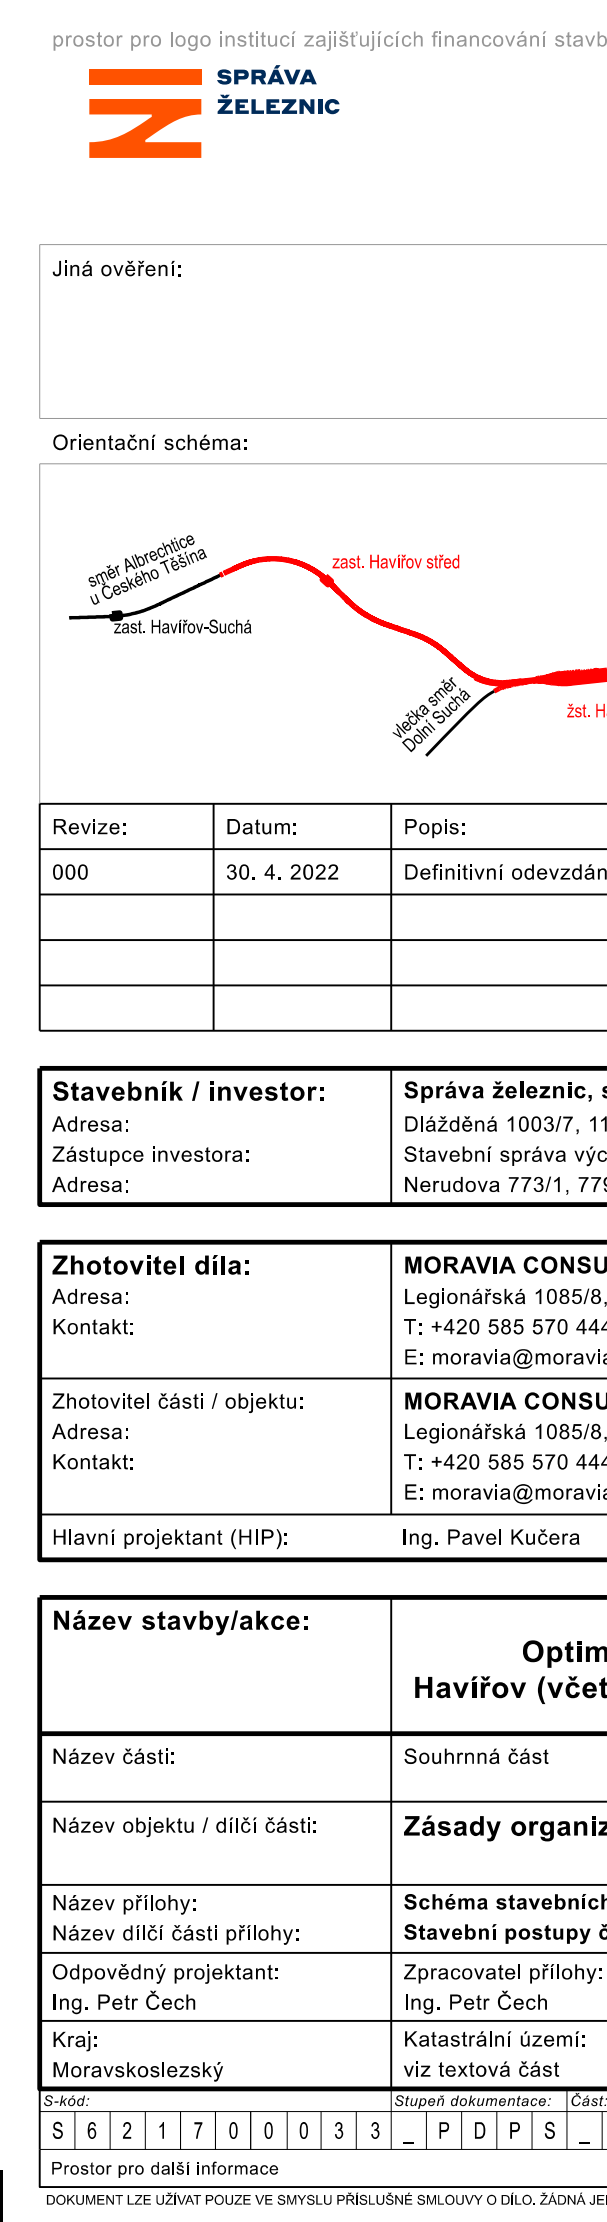 prostor pro logo institucí zajišťujících financování stavb
SPRÁVA
ŽELEZNIC
Jiná ověření:
Orientační schéma:
směr Albrechtice
u Českého Těšína
zast. Havířov střed
zast. Havířov-Suchá
vlečka směr
Dolní Suchá
žst. H
Revize: Datum: Popis:
000 30. 4. 2022 Definitivní odevzdán
Stavebník / investor: Správa železnic, s
Adresa: Dlážděná 1003/7, 11
Zástupce investora: Stavební správa výc
Adresa: Nerudova 773/1, 779
Zhotovitel díla: MORAVIA CONSU
Adresa: Legionářská 1085/8,
Kontakt: T: +420 585 570 444
E: moravia@moravia
Zhotovitel části / objektu: MORAVIA CONSU
Adresa: Legionářská 1085/8,
Kontakt: T: +420 585 570 444
E: moravia@moravia
Hlavní projektant (HIP): Ing. Pavel Kučera
Název stavby/akce: Optim
Havířov (včet
Název části: Souhrnná část
Název objektu / dílčí části: Zásady organiz
Název přílohy: Schéma stavebních
Název dílčí části přílohy: Stavební postupy č
Odpovědný projektant: Zpracovatel přílohy:
Ing. Petr Čech Ing. Petr Čech
Kraj: Katastrální území:
Moravskoslezský viz textová část
S-kód: Stupeň dokumentace: Část:
S 6 2 1 7 0 0 0 3 3 _ P D P S _
Prostor pro další informace
DOKUMENT LZE UŽÍVAT POUZE VE SMYSLU PŘÍSLUŠNÉ SMLOUVY O DÍLO. ŽÁDNÁ JE